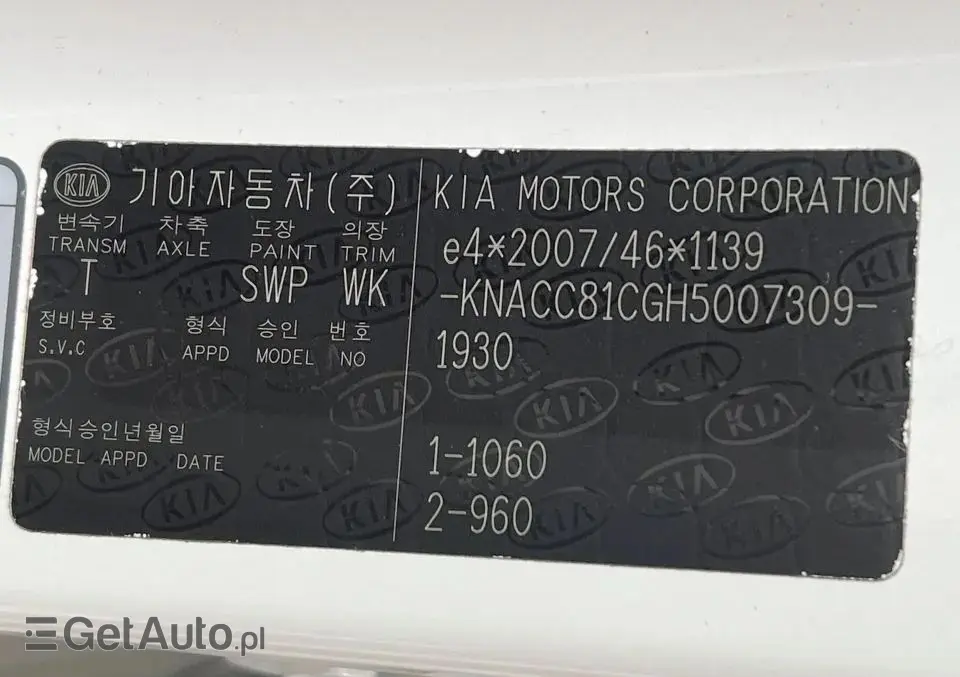 KIA 기아자동차(주)
변속기 차축 도장 의장
TRANSM AXLE PAINT TRIM
T SWP WK
정비부호 형식 승인 번호
S.V.C APPD MODEL NO
형식승인년월일
MODEL APPD DATE
KIA MOTORS CORPORATION
e4*2007/46*1139
-KNACC81CGH5007309-
1930
1-1060
2-960
GetAuto.pl